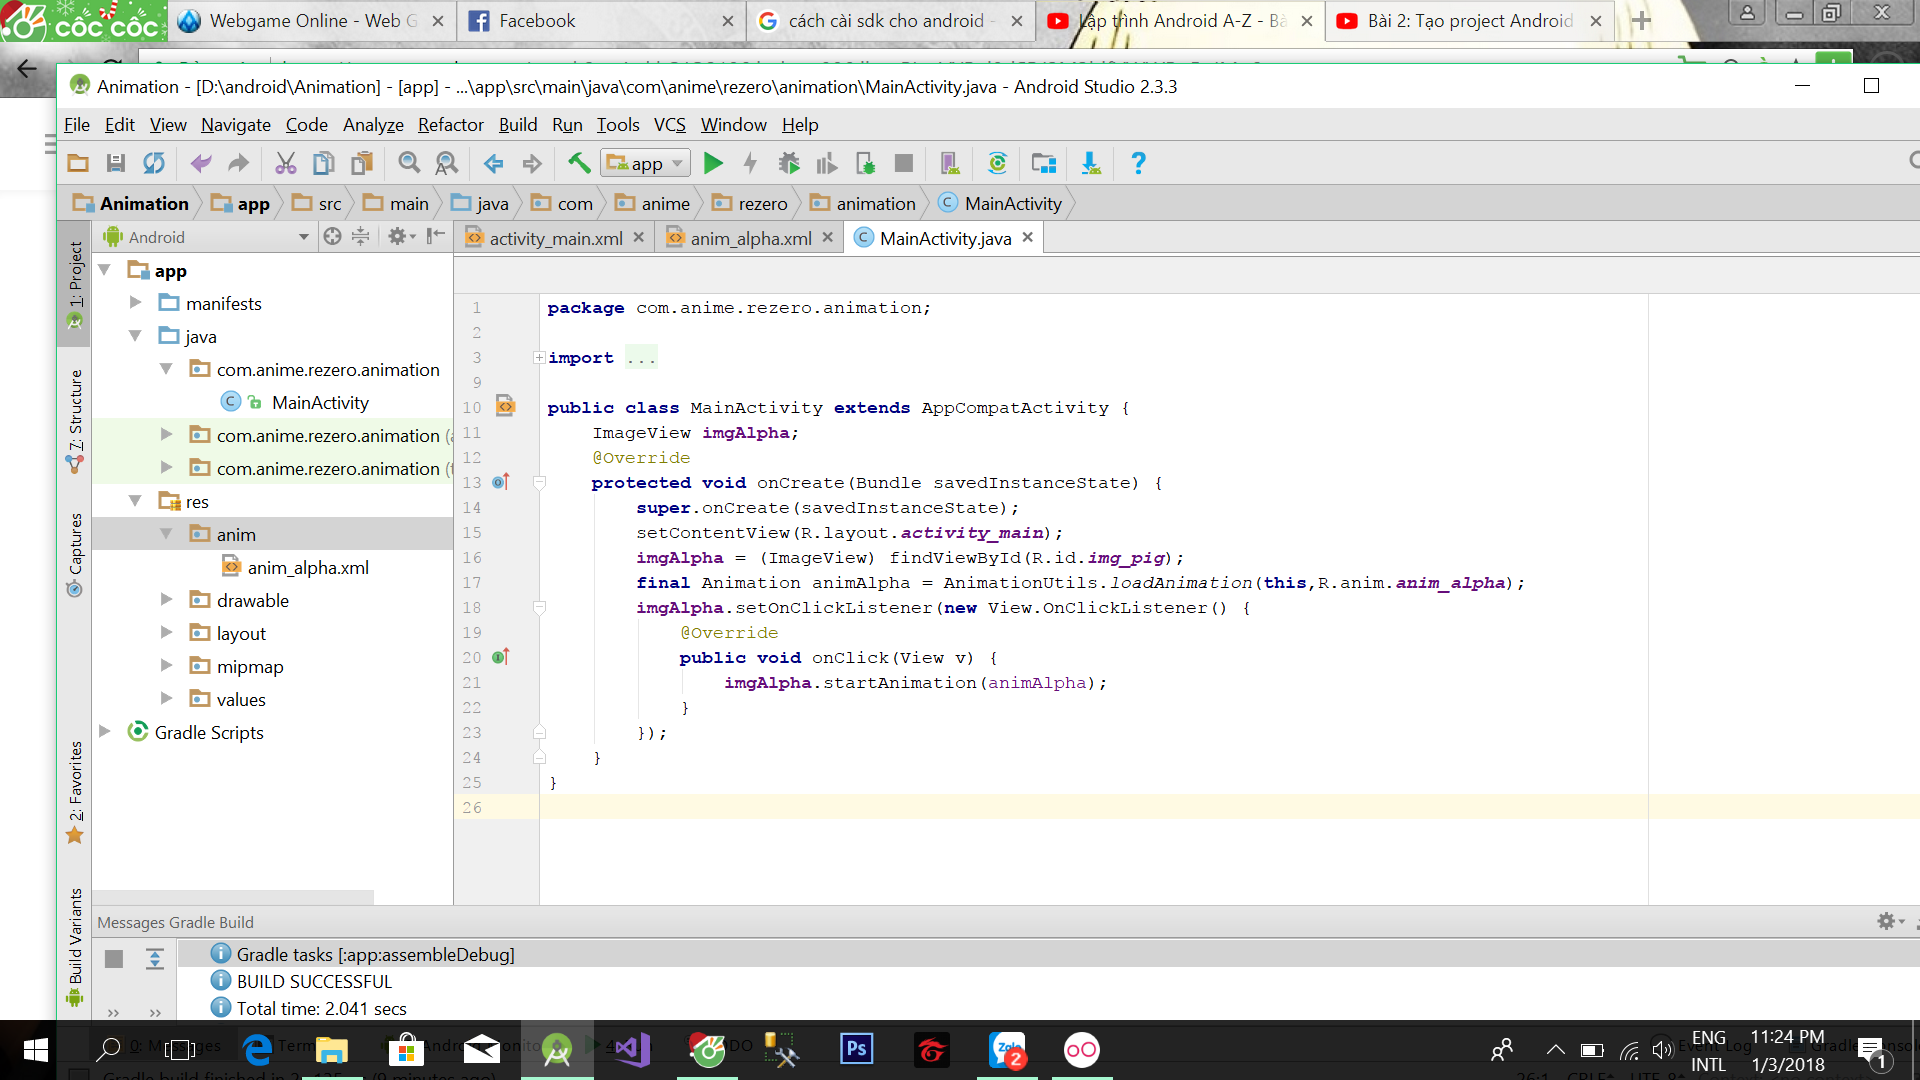 CỐC CỐC
Webgame Online - Web G
Facebook
cách cài sdk cho android -
Lập trình Android A-Z - Bà
Bài 2: Tạo project Android
Animation - [D:\android\Animation] - [app] - ...\app\src\main\java\com\anime\rezero\animation\MainActivity.java - Android Studio 2.3.3
File Edit View Navigate Code Analyze Refactor Build Run Tools VCS Window Help
app
Animation app src main java com anime rezero animation MainActivity
Android
activity_main.xml
anim_alpha.xml
MainActivity.java
1: Project
7: Structure
Captures
2: Favorites
Build Variants
app
manifests
java
com.anime.rezero.animation
MainActivity
com.anime.rezero.animation (a
com.anime.rezero.animation (t
res
anim
anim_alpha.xml
drawable
layout
mipmap
values
Gradle Scripts
1 package com.anime.rezero.animation;
2
3 import ...
9
10 public class MainActivity extends AppCompatActivity {
11 ImageView imgAlpha;
12 @Override
13 protected void onCreate(Bundle savedInstanceState) {
14 super.onCreate(savedInstanceState);
15 setContentView(R.layout.activity_main);
16 imgAlpha = (ImageView) findViewById(R.id.img_pig);
17 final Animation animAlpha = AnimationUtils.loadAnimation(this,R.anim.anim_alpha);
18 imgAlpha.setOnClickListener(new View.OnClickListener() {
19 @Override
20 public void onClick(View v) {
21 imgAlpha.startAnimation(animAlpha);
22 }
23 });
24 }
25 }
26
Messages Gradle Build
Gradle tasks [:app:assembleDebug]
BUILD SUCCESSFUL
Total time: 2.041 secs
Ps
Zalo
2
ENG
INTL
11:24 PM
1/3/2018
1